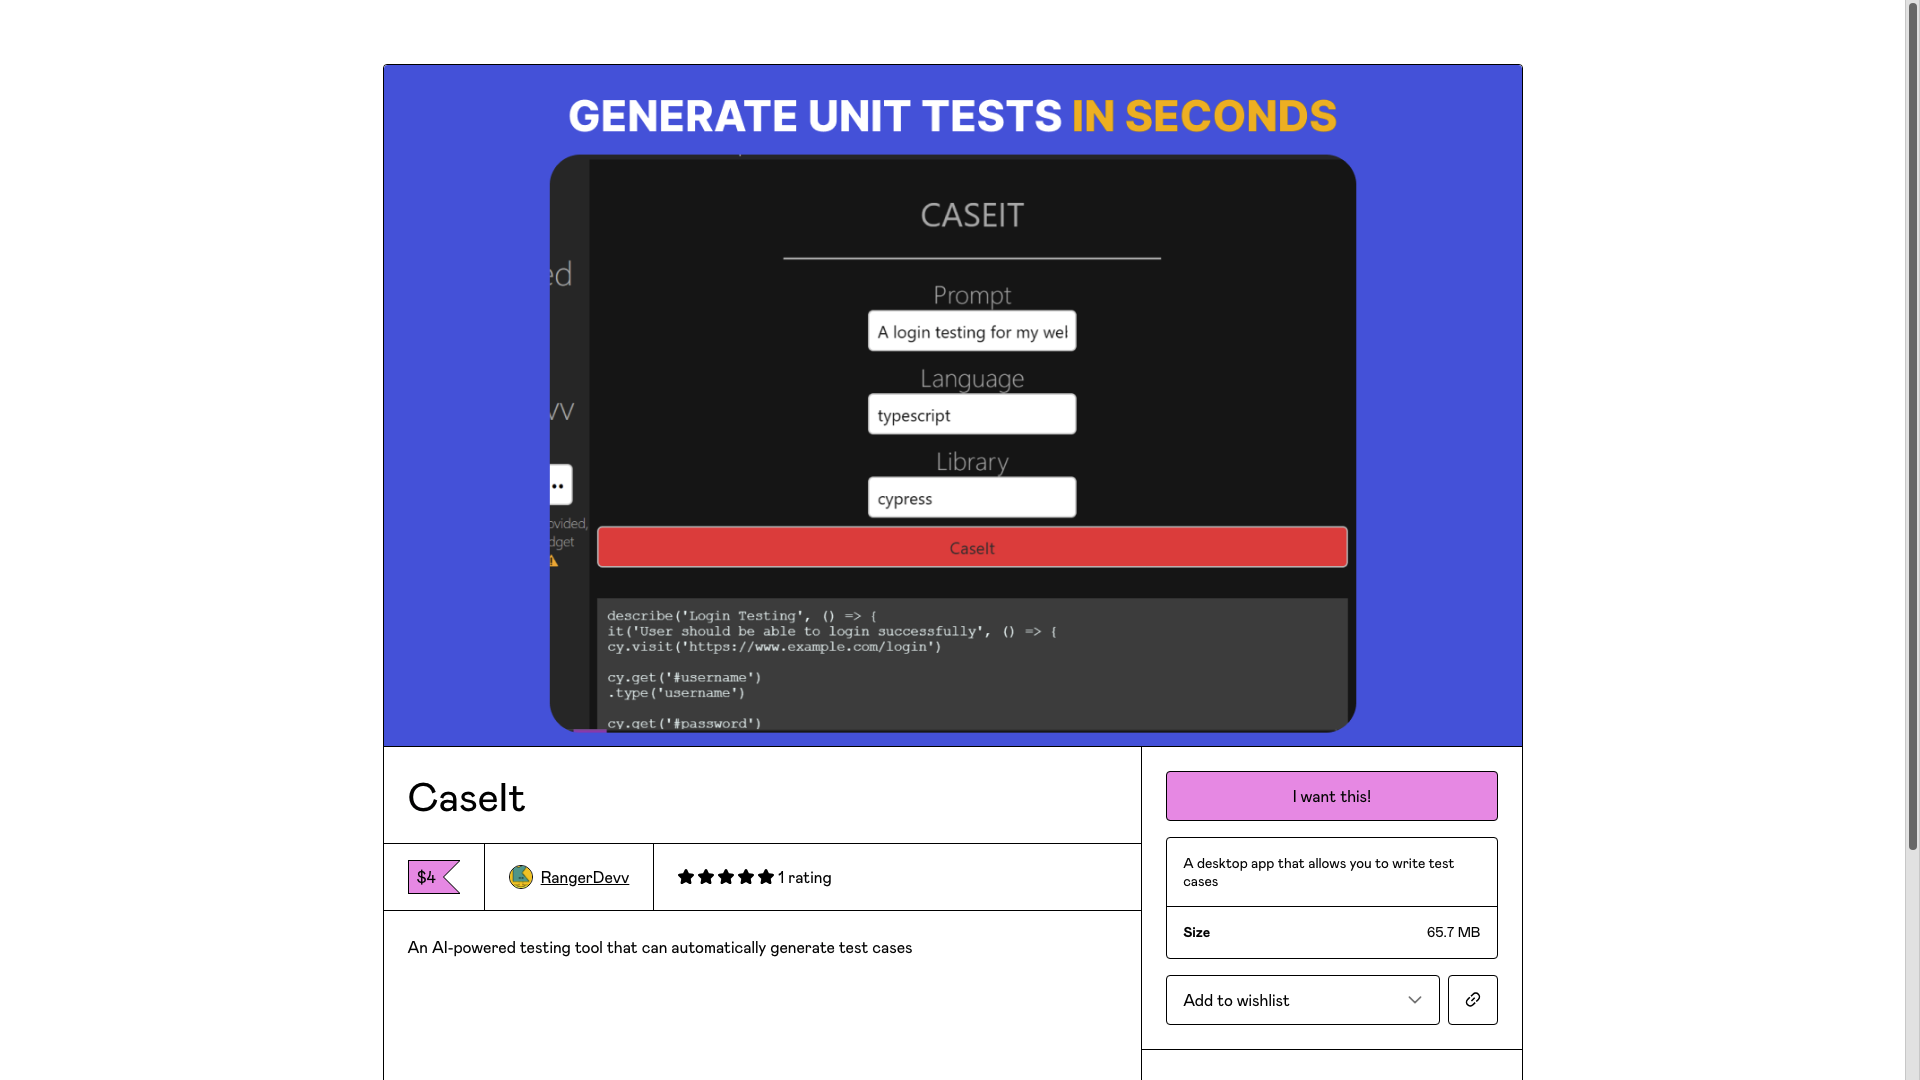 GENERATE UNIT TESTS IN SECONDS
CASEIT
ed
Prompt
A login testing for my wel
Language
vv
typescript
Library
••
cypress
ovided,
dget
CaseIt
describe('Login Testing', () => {
it('User should be able to login successfully', () => {
cy.visit('https://www.example.com/login')
cy.get('#username')
.type('username')
cy.get('#password')
CaseIt
I want this!
$4
RangerDevv
1 rating
A desktop app that allows you to write test
cases
Size
65.7 MB
An AI-powered testing tool that can automatically generate test cases
Add to wishlist